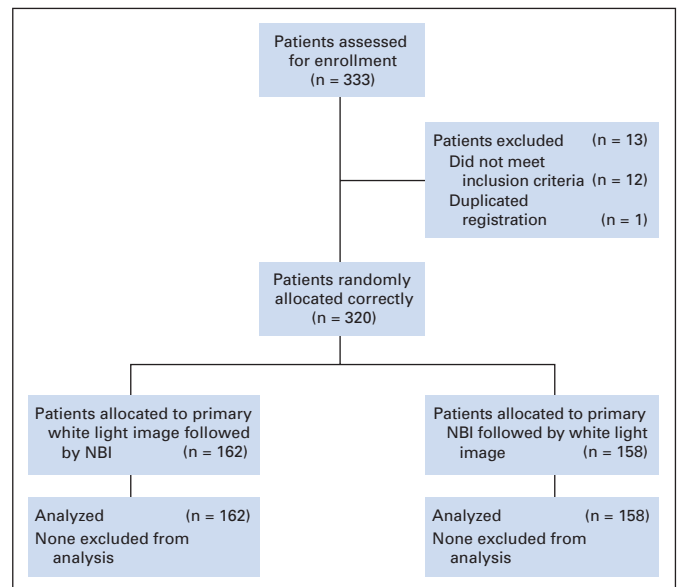 Patients assessed
for enrollment
(n = 333)
Patients excluded (n = 13)
Did not meet
inclusion criteria (n = 12)
Duplicated
registration (n = 1)
Patients randomly
allocated correctly
(n = 320)
Patients allocated to primary
white light image followed
by NBI (n = 162)
Patients allocated to primary
NBI followed by white light
image (n = 158)
Analyzed (n = 162)
None excluded from
analysis
Analyzed (n = 158)
None excluded from
analysis